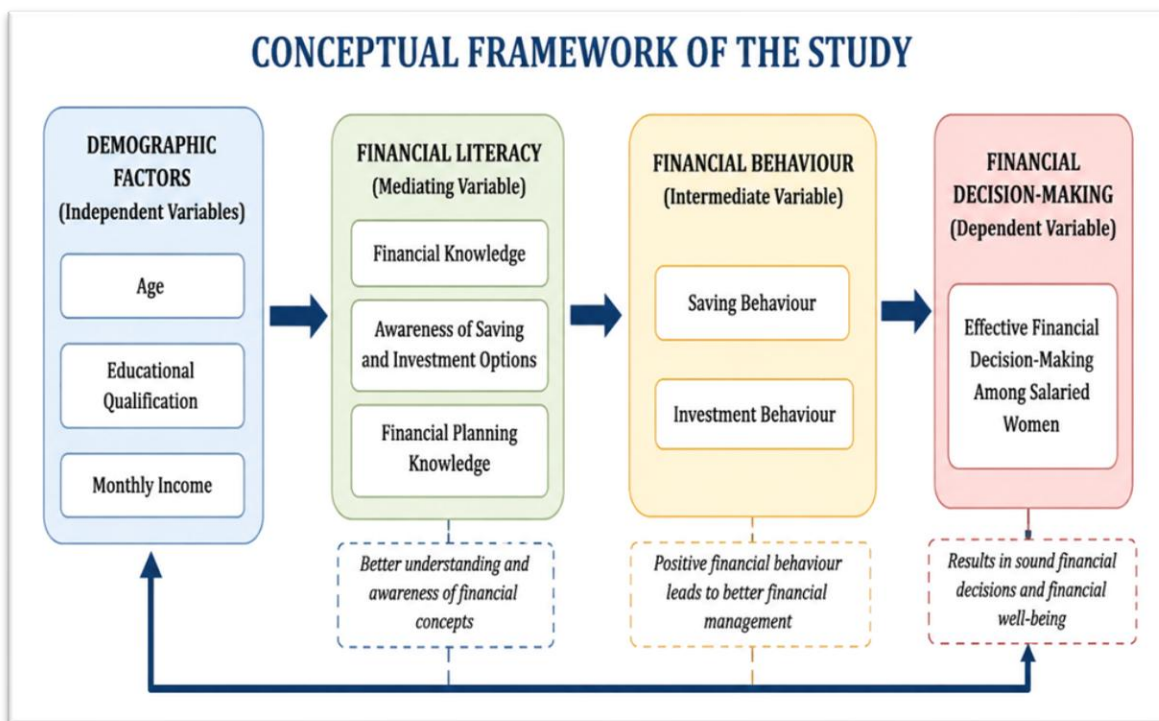 CONCEPTUAL FRAMEWORK OF THE STUDY
DEMOGRAPHIC
FACTORS
(Independent Variables)
Age
Educational
Qualification
Monthly Income
FINANCIAL LITERACY
(Mediating Variable)
Financial Knowledge
Awareness of Saving
and Investment Options
Financial Planning
Knowledge
Better understanding and
awareness of financial
concepts
FINANCIAL BEHAVIOUR
(Intermediate Variable)
Saving Behaviour
Investment Behaviour
Positive financial behaviour
leads to better financial
management
FINANCIAL
DECISION-MAKING
(Dependent Variable)
Effective Financial
Decision-Making
Among Salaried
Women
Results in sound financial
decisions and financial
well-being